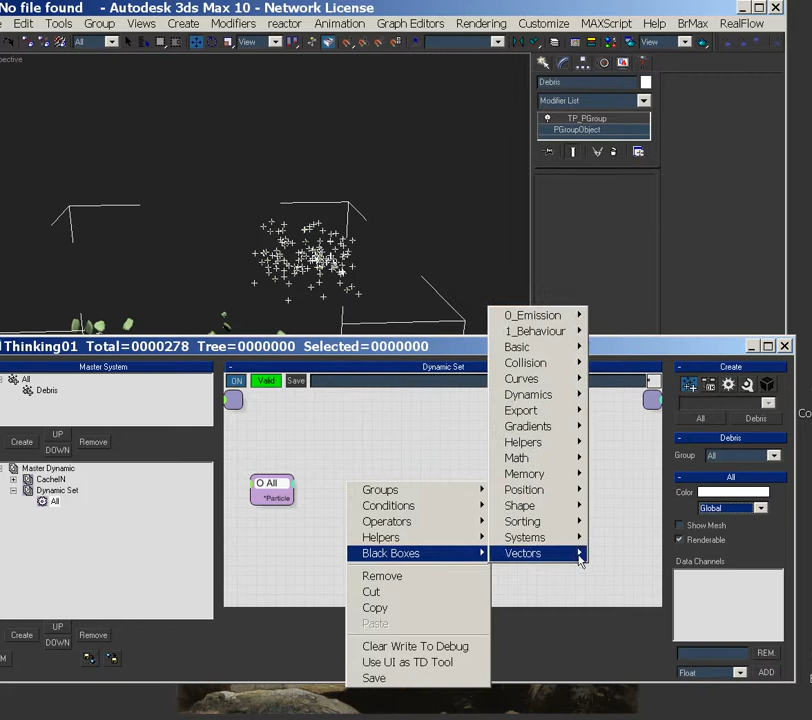 No file found - Autodesk 3ds Max 10 - Network License
Edit Tools Group Views Create Modifiers reactor Animation Graph Editors Rendering Customize MAXScript Help BrMax RealFlow
All View View
Debris
Modifier List
TP_PGroup
PGroupObject
Thinking01 Total=0000278 Tree=0000000 Selected=0000000
Master System
All
Debris
Create UP DOWN Remove
Master Dynamic
CacheIN
Dynamic Set
All
Create UP DOWN Remove
Dynamic Set
ON Valid Save
O All
*Particle
Groups
Conditions
Operators
Helpers
Black Boxes
Remove
Cut
Copy
Paste
Clear Write To Debug
Use UI as TD Tool
Save
0_Emission
1_Behaviour
Basic
Collision
Curves
Dynamics
Export
Gradients
Helpers
Math
Memory
Position
Shape
Sorting
Systems
Vectors
Create
All Debris
Debris
Group All
All
Color
Global
Show Mesh
Renderable
Data Channels
REM.
Float ADD